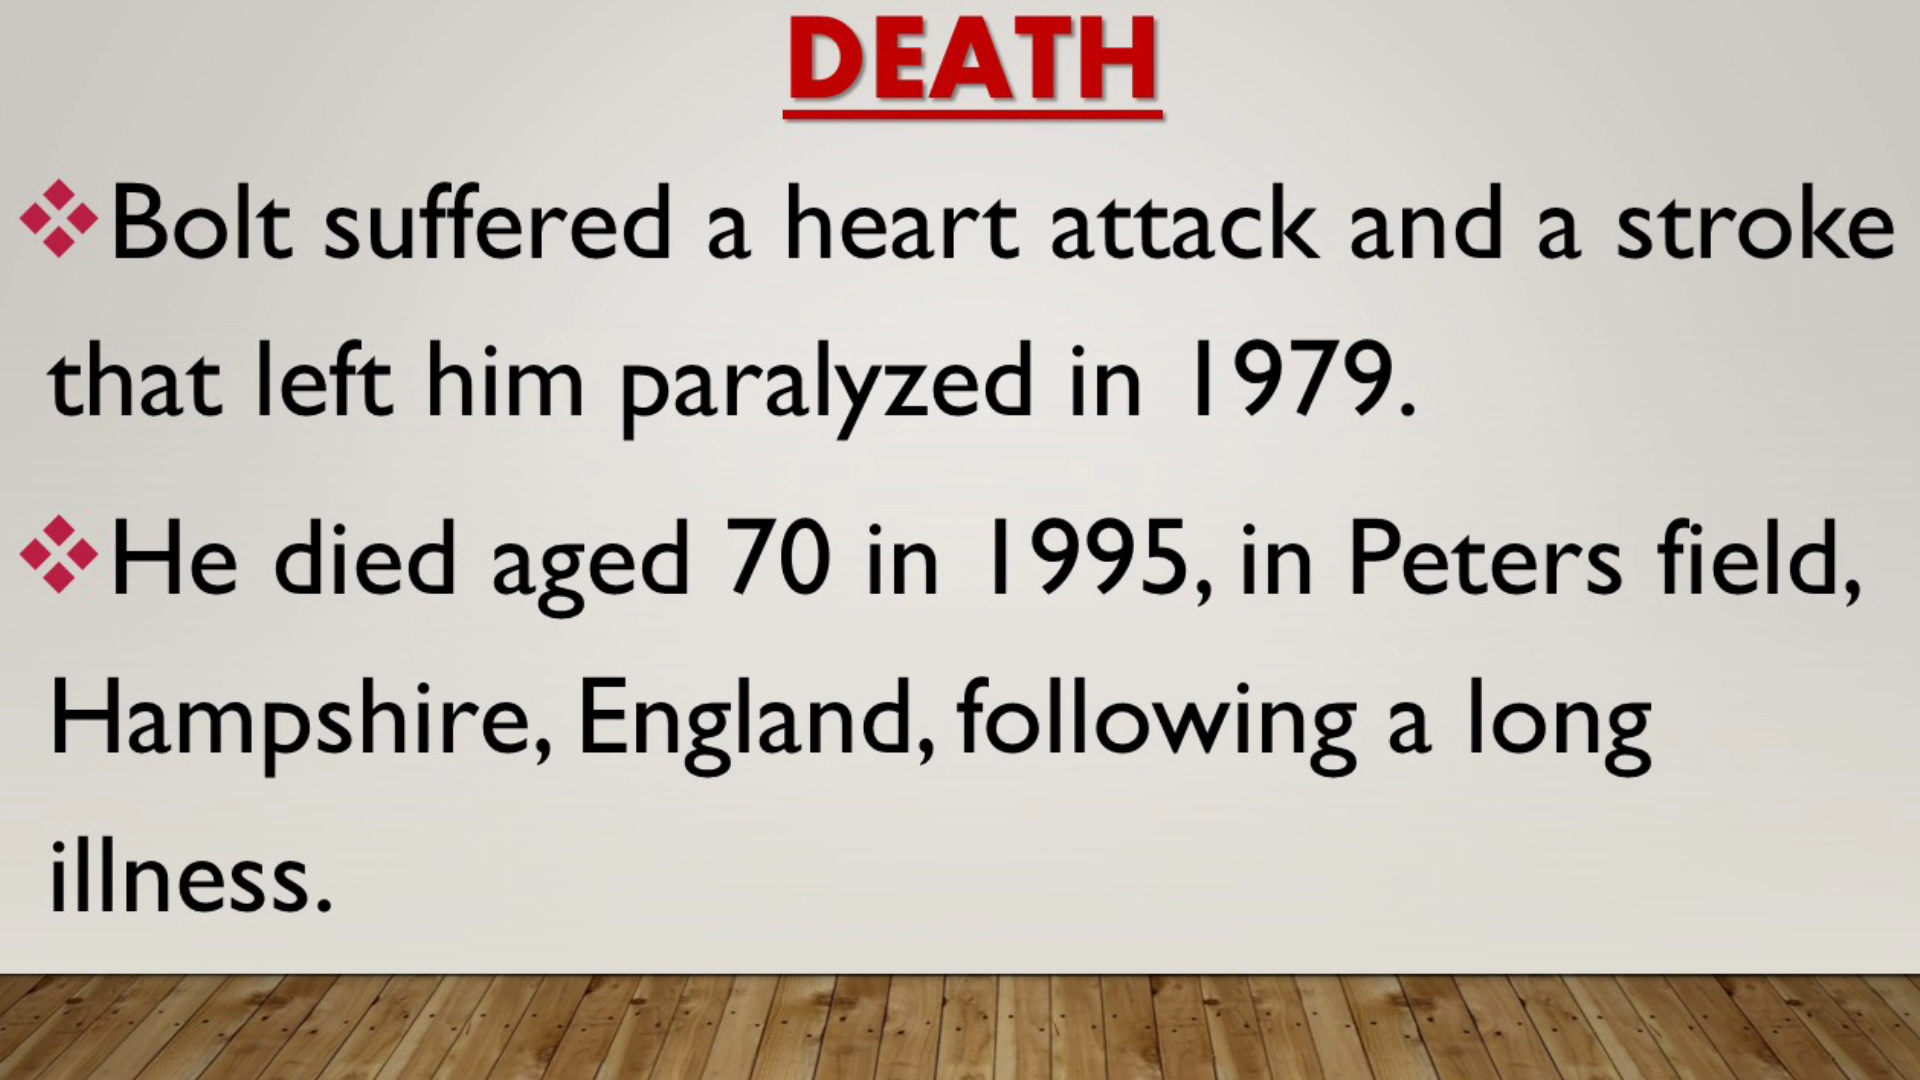 DEATH
❖Bolt suffered a heart attack and a stroke
that left him paralyzed in 1979.
❖He died aged 70 in 1995, in Peters field,
Hampshire, England, following a long
illness.